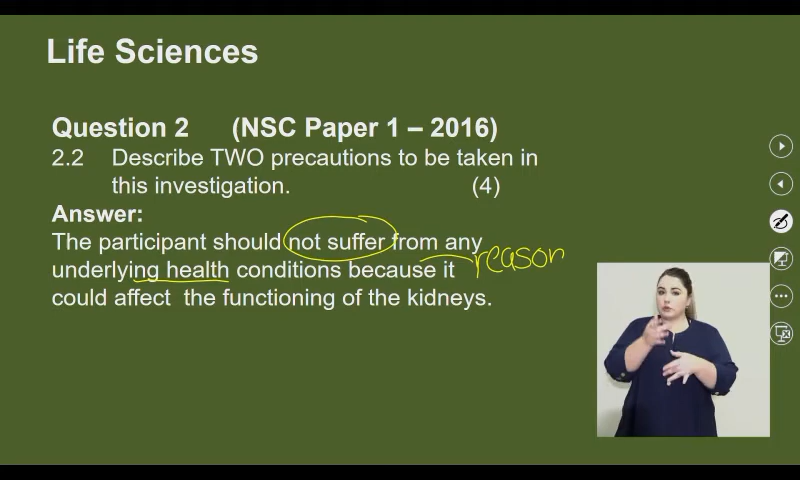 Life Sciences
Question 2 (NSC Paper 1 – 2016)
2.2 Describe TWO precautions to be taken in
this investigation. (4)
Answer:
The participant should not suffer from any
underlying health conditions because it reason
could affect the functioning of the kidneys.